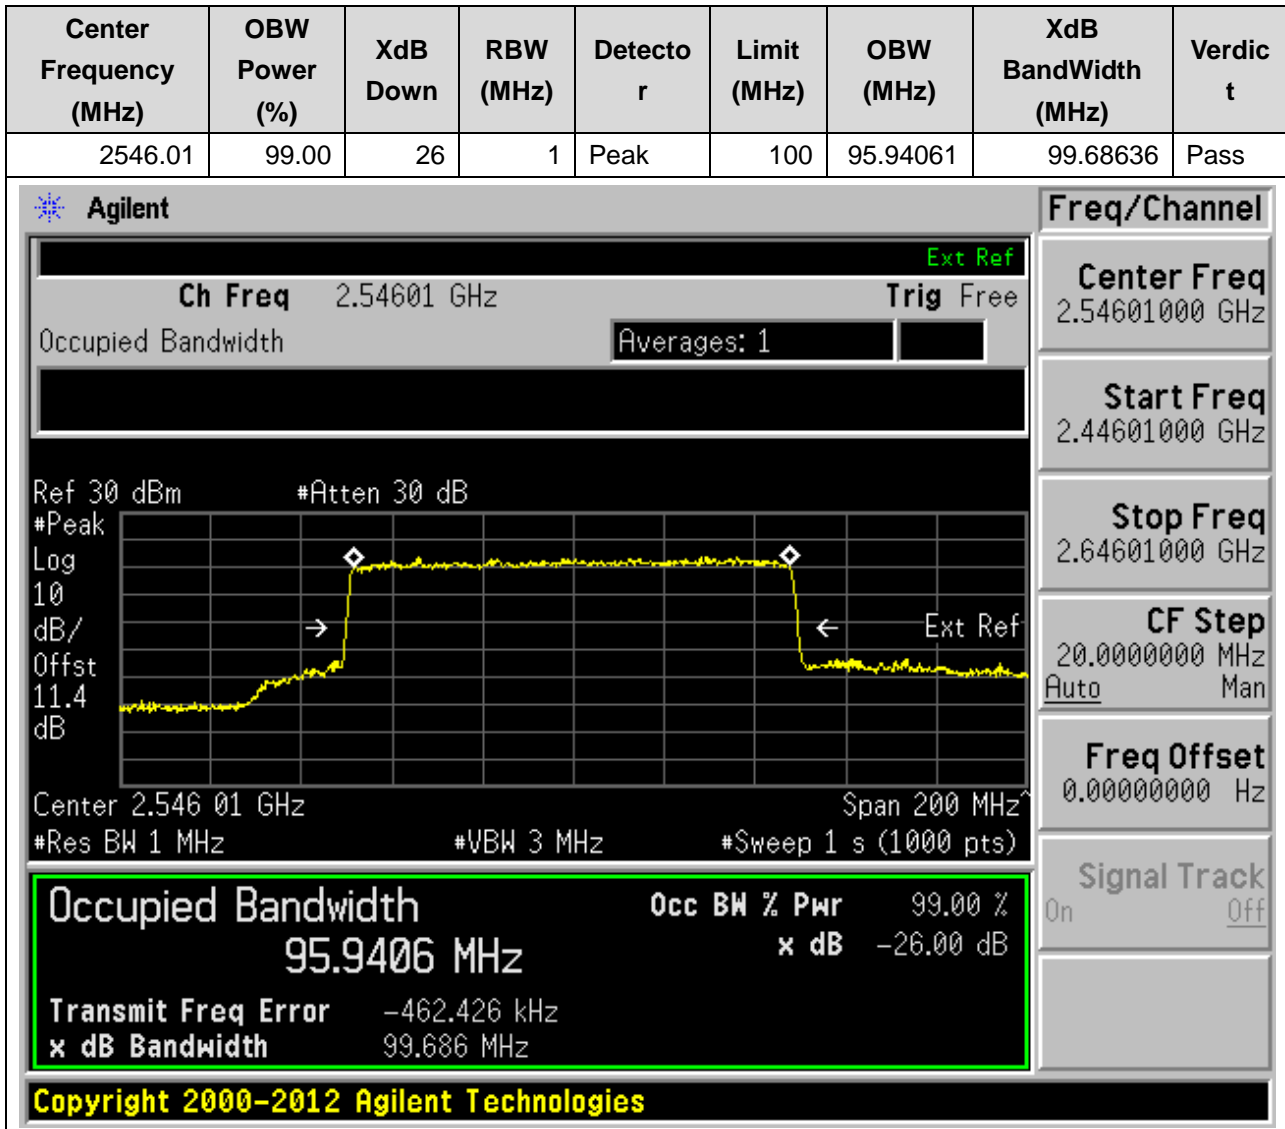 Center Frequency (MHz) OBW Power (%) XdB Down RBW (MHz) Detecto r Limit (MHz) OBW (MHz) XdB BandWidth (MHz) Verdic t
2546.01 99.00 26 1 Peak 100 95.94061 99.68636 Pass
Agilent
Freq/Channel
Ext Ref
Ch Freq 2.54601 GHz Trig Free
Occupied Bandwidth Averages: 1
Center Freq
2.54601000 GHz
Start Freq
2.44601000 GHz
Stop Freq
2.64601000 GHz
CF Step
20.0000000 MHz
Auto Man
Freq Offset
0.00000000 Hz
Signal Track
On Off
Ref 30 dBm #Atten 30 dB
#Peak
Log
10
dB/
Offst
11.4
dB
Ext Ref
Center 2.546 01 GHz Span 200 MHz^
#Res BW 1 MHz #VBW 3 MHz #Sweep 1 s (1000 pts)
Occupied Bandwidth
95.9406 MHz
Occ BW % Pwr 99.00 %
x dB -26.00 dB
Transmit Freq Error -462.426 kHz
x dB Bandwidth 99.686 MHz
Copyright 2000-2012 Agilent Technologies